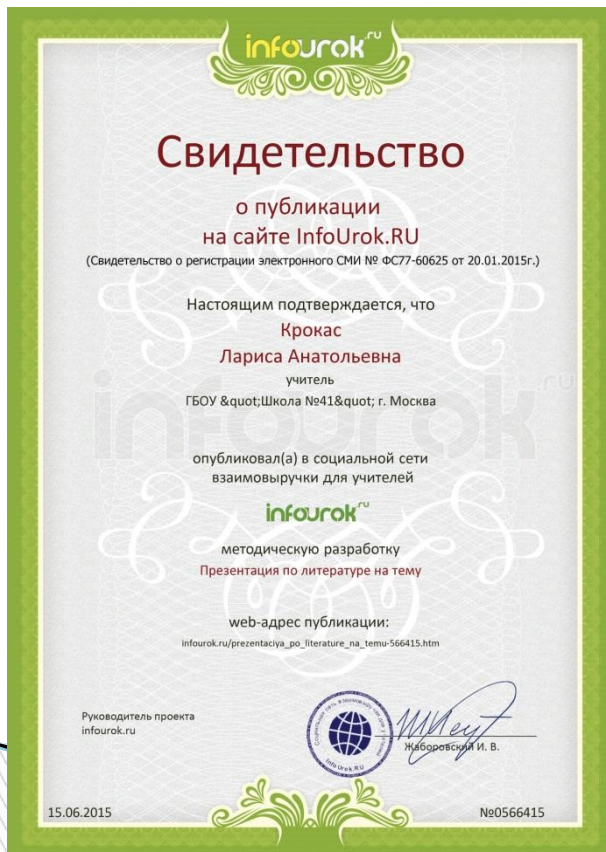 infourok.ru
Свидетельство
о публикации
на сайте InfoUrok.RU
(Свидетельство о регистрации электронного СМИ № ФС77-60625 от 20.01.2015г.)
Настоящим подтверждается, что
Крокас
Лариса Анатольевна
учитель
ГБОУ &quot;Школа №41&quot; г. Москва
опубликовал(а) в социальной сети
взаимовыручки для учителей
infourok.ru
методическую разработку
Презентация по литературе на тему
web-адрес публикации:
infourok.ru/prezentaciya_po_literature_na_temu-566415.htm
Руководитель проекта
infourok.ru
Жаборовский И. В.
InfoUrok.RU
15.06.2015
№0566415